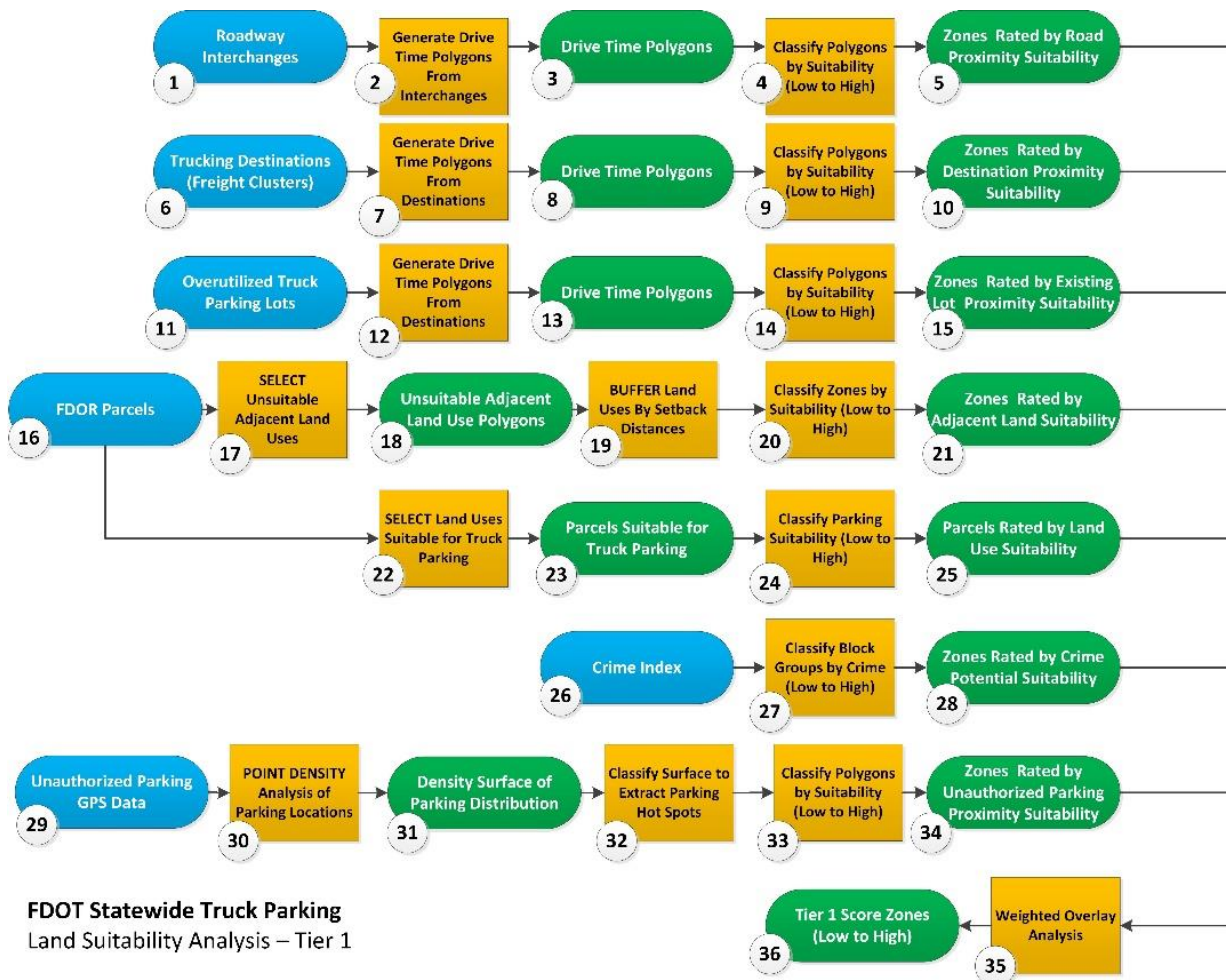 Roadway
Interchanges
1
Generate Drive
Time Polygons
From
Interchanges
2
Drive Time Polygons
3
Classify Polygons
by Suitability
(Low to High)
4
Zones Rated by Road
Proximity Suitability
5
Trucking Destinations
(Freight Clusters)
6
Generate Drive
Time Polygons
From
Destinations
7
Drive Time Polygons
8
Classify Polygons
by Suitability
(Low to High)
9
Zones Rated by
Destination Proximity
Suitability
10
Overutilized Truck
Parking Lots
11
Generate Drive
Time Polygons
From
Destinations
12
Drive Time Polygons
13
Classify Polygons
by Suitability
(Low to High)
14
Zones Rated by Existing
Lot Proximity Suitability
15
FDOR Parcels
16
SELECT
Unsuitable
Adjacent Land
Uses
17
Unsuitable Adjacent
Land Use Polygons
18
BUFFER Land
Uses By Setback
Distances
19
Classify Zones by
Suitability (Low to
High)
20
Zones Rated by
Adjacent Land Suitability
21
SELECT Land Uses
Suitable for Truck
Parking
22
Parcels Suitable for
Truck Parking
23
Classify Parking
Suitability (Low to
High)
24
Parcels Rated by Land
Use Suitability
25
Crime Index
26
Classify Block
Groups by Crime
(Low to High)
27
Zones Rated by Crime
Potential Suitability
28
Unauthorized Parking
GPS Data
29
POINT DENSITY
Analysis of
Parking Locations
30
Density Surface of
Parking Distribution
31
Classify Surface to
Extract Parking
Hot Spots
32
Classify Polygons
by Suitability
(Low to High)
33
Zones Rated by
Unauthorized Parking
Proximity Suitability
34
Weighted Overlay
Analysis
35
Tier 1 Score Zones
(Low to High)
36
FDOT Statewide Truck Parking
Land Suitability Analysis – Tier 1